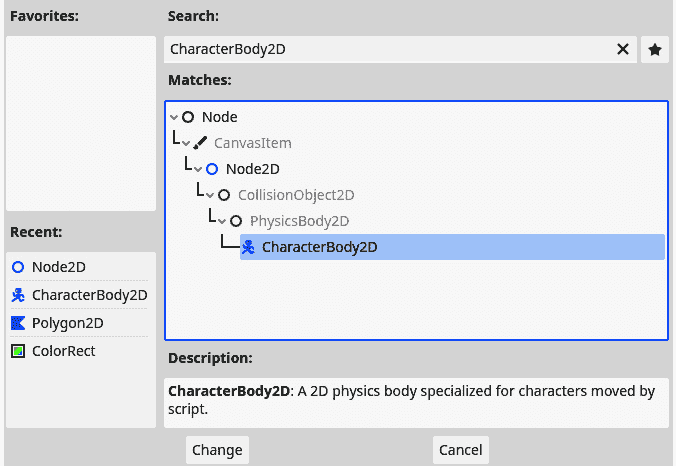 Favorites:
Search:
CharacterBody2D
Matches:
Node
CanvasItem
Node2D
CollisionObject2D
PhysicsBody2D
CharacterBody2D
Recent:
Node2D
CharacterBody2D
Polygon2D
ColorRect
Description:
CharacterBody2D: A 2D physics body specialized for characters moved by
script.
Change
Cancel